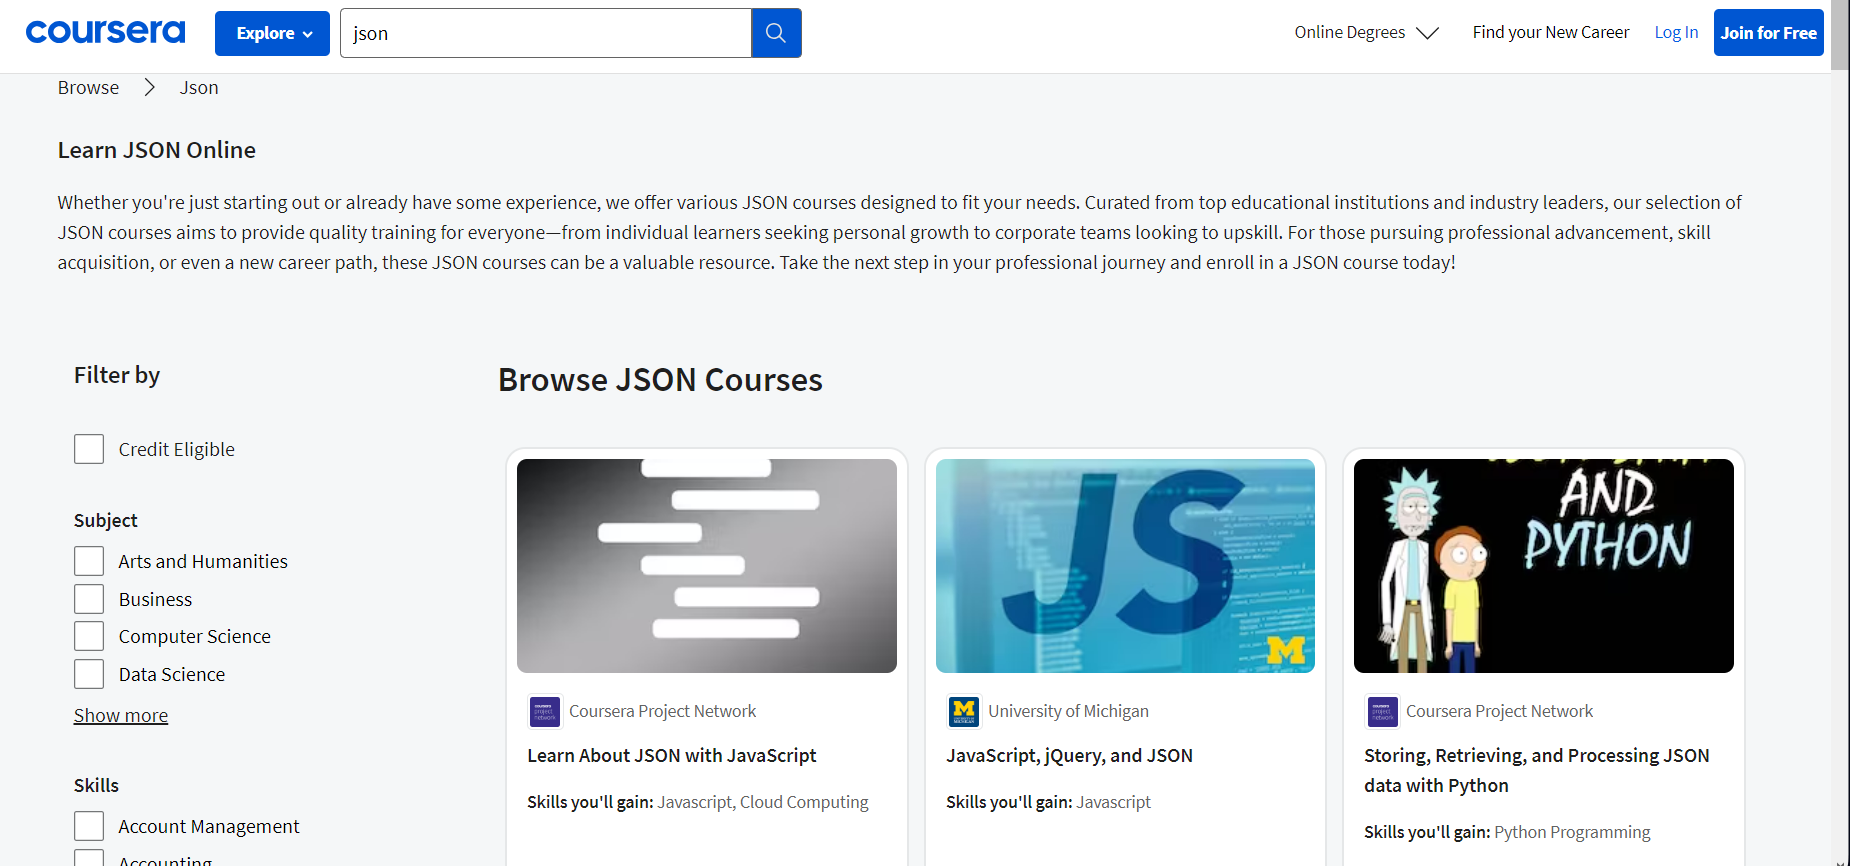 coursera
Explore
json
Online Degrees
Find your New Career
Log In
Join for Free
Browse
Json
Learn JSON Online
Whether you're just starting out or already have some experience, we offer various JSON courses designed to fit your needs. Curated from top educational institutions and industry leaders, our selection of
JSON courses aims to provide quality training for everyone—from individual learners seeking personal growth to corporate teams looking to upskill. For those pursuing professional advancement, skill
acquisition, or even a new career path, these JSON courses can be a valuable resource. Take the next step in your professional journey and enroll in a JSON course today!
Filter by
Credit Eligible
Subject
Arts and Humanities
Business
Computer Science
Data Science
Show more
Skills
Account Management
Accounting
Browse JSON Courses
coursera project network
Coursera Project Network
Learn About JSON with JavaScript
Skills you'll gain: Javascript, Cloud Computing
JS
M
M
University of Michigan
JavaScript, jQuery, and JSON
Skills you'll gain: Javascript
AND
PYTHON
coursera project network
Coursera Project Network
Storing, Retrieving, and Processing JSON
data with Python
Skills you'll gain: Python Programming